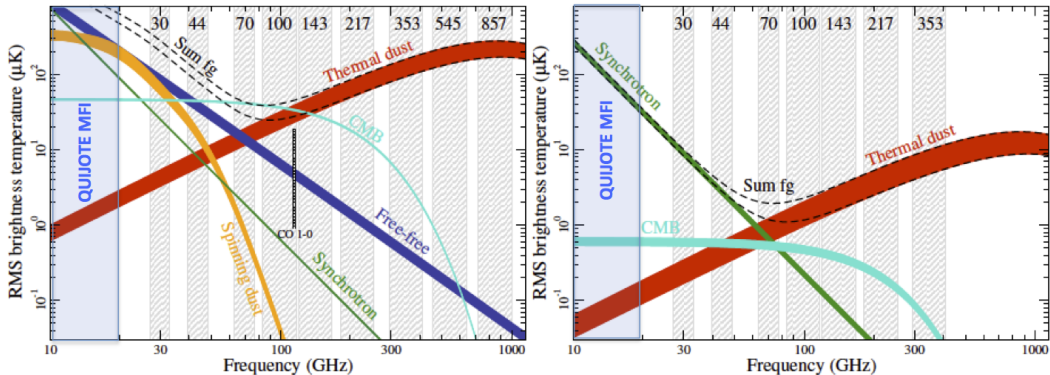 30 44 70 100 143 217 353 545 857
Sum fg
Thermal dust
CMB
CO 1-0
Free-free
Synchrotron
Spinning dust
QUIJOTE MFI
RMS brightness temperature (μK)
10²
10¹
10⁰
10⁻¹
10 30 100 300 1000
Frequency (GHz)
30 44 70 100 143 217 353
Synchrotron
Thermal dust
Sum fg
CMB
QUIJOTE MFI
RMS brightness temperature (μK)
10²
10¹
10⁰
10⁻¹
10 30 100 300 1000
Frequency (GHz)